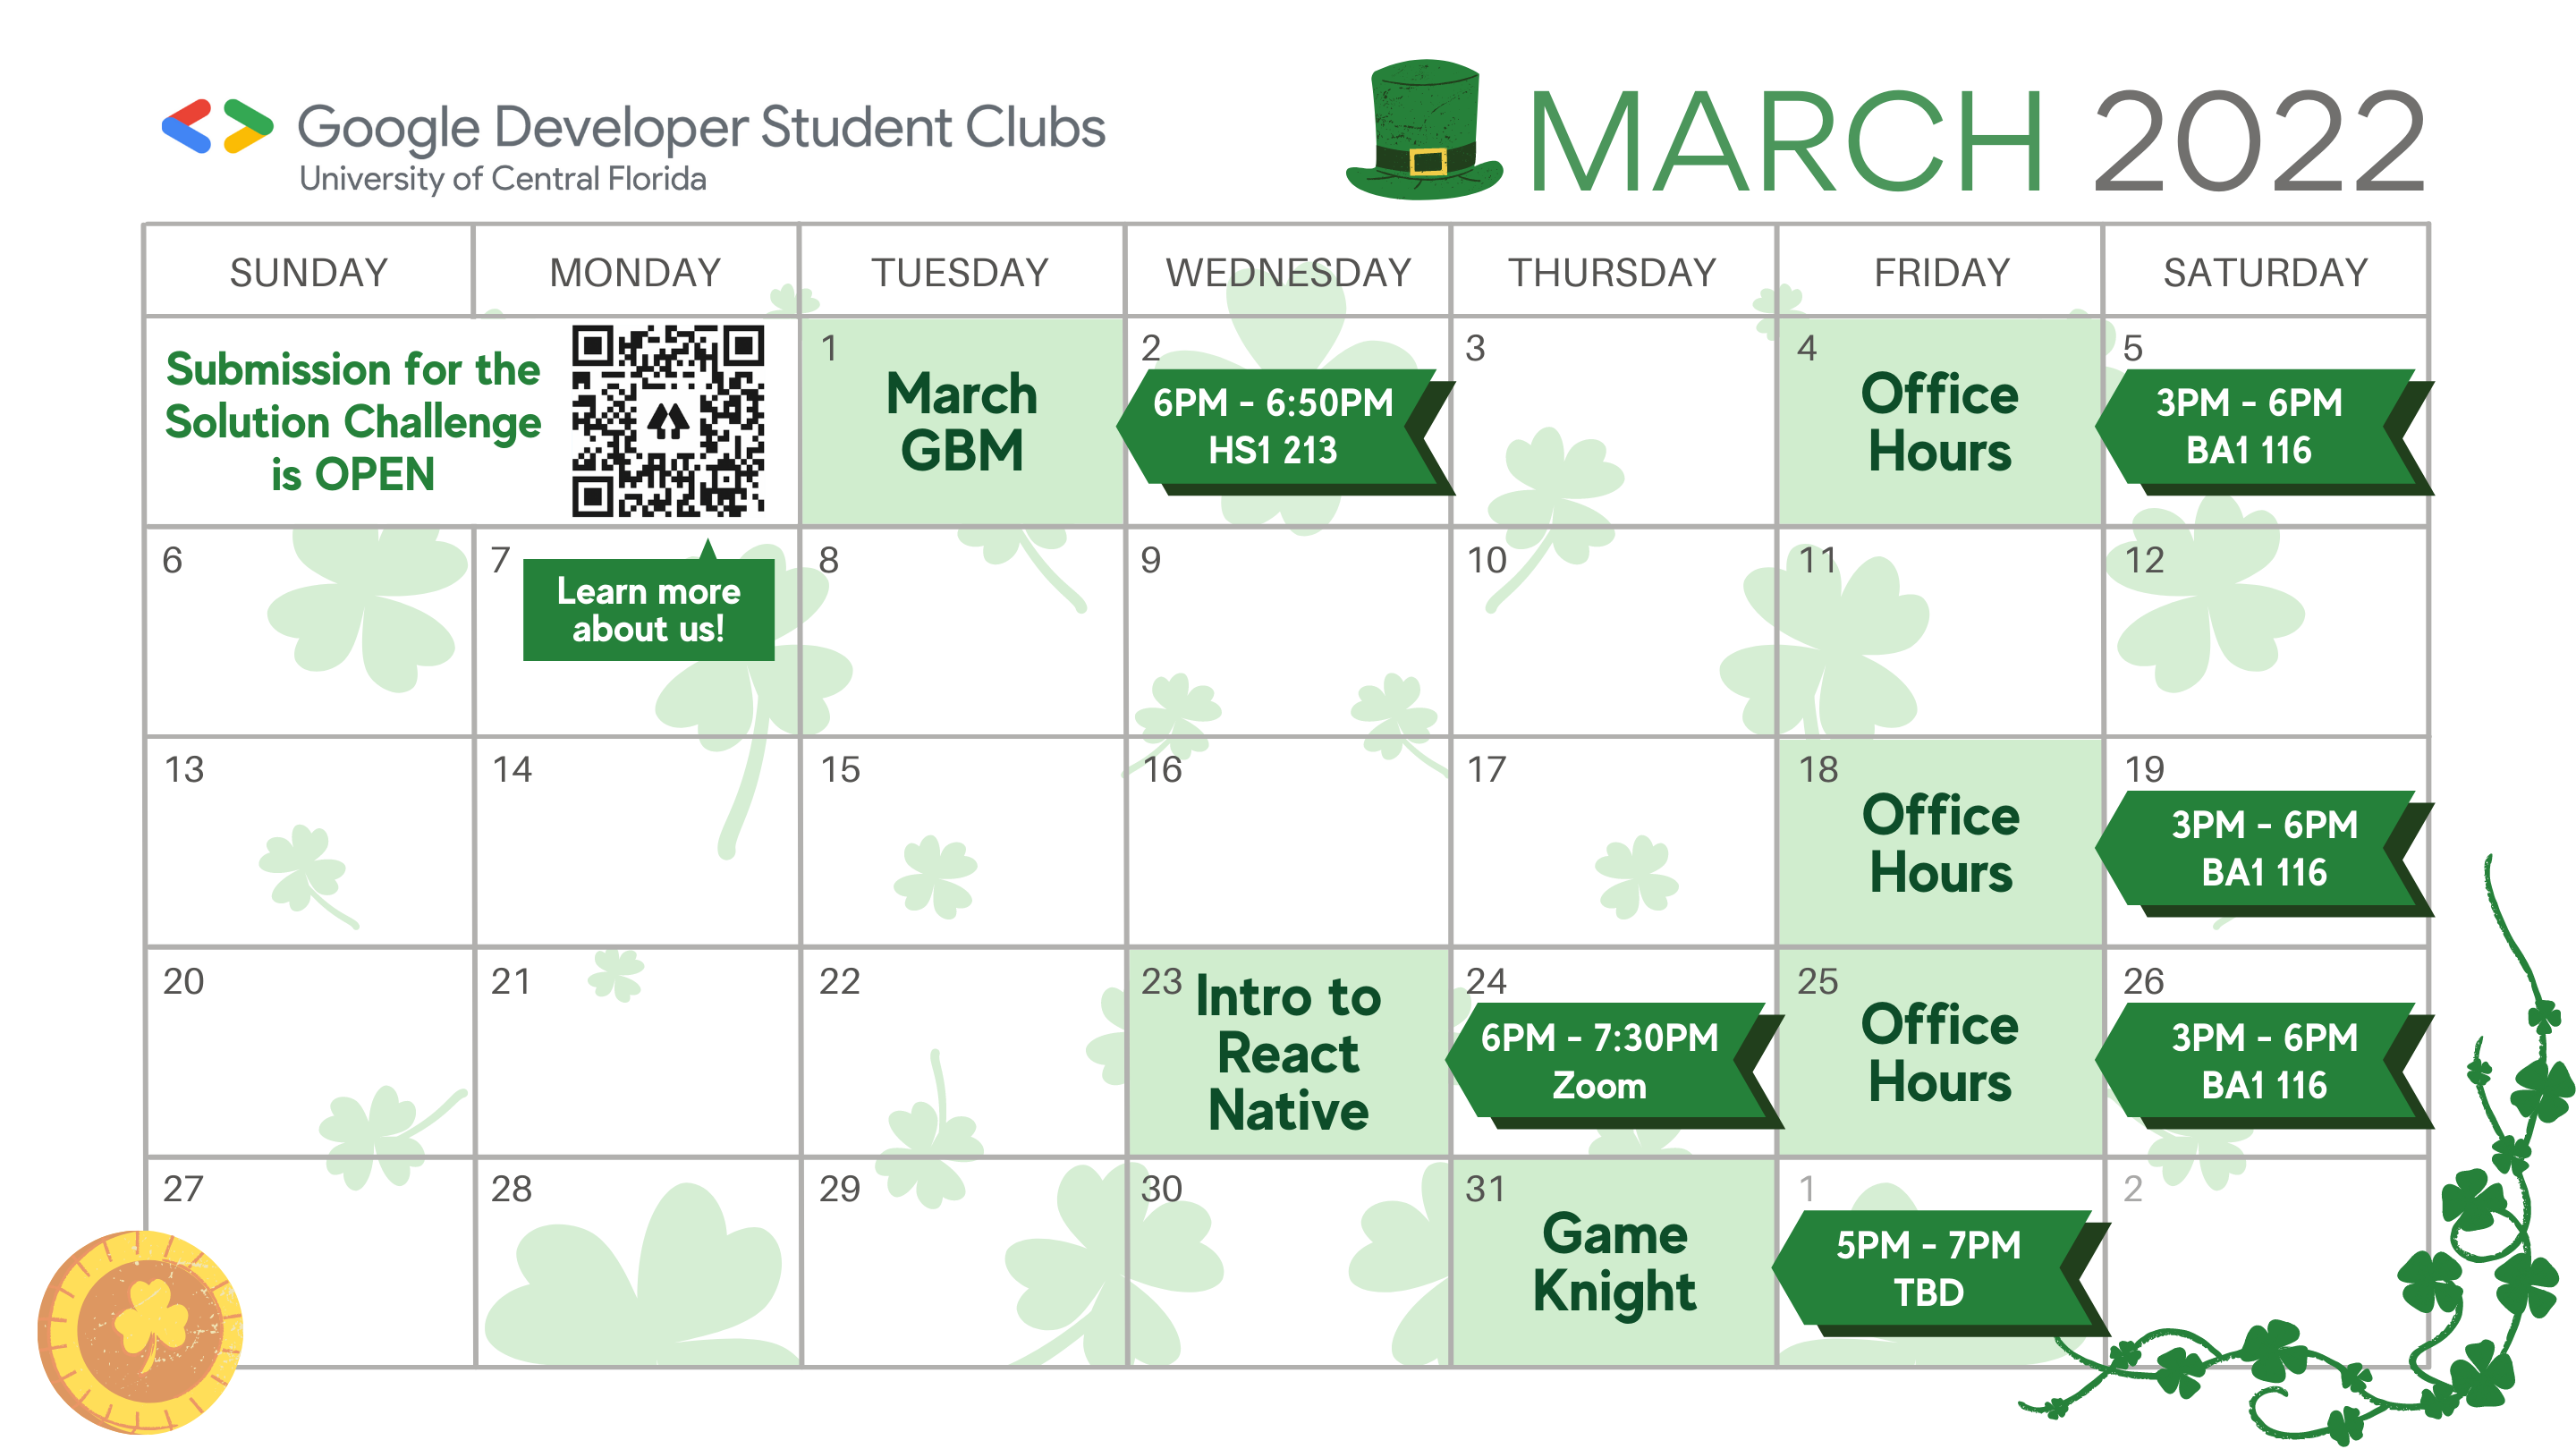 Google Developer Student Clubs
University of Central Florida
MARCH 2022
SUNDAY
MONDAY
TUESDAY
WEDNESDAY
THURSDAY
FRIDAY
SATURDAY
Submission for the
Solution Challenge
is OPEN
1
March
GBM
2
6PM - 6:50PM
HS1 213
3
4
Office
Hours
5
3PM - 6PM
BA1 116
6
7
Learn more
about us!
8
9
10
11
12
13
14
15
16
17
18
Office
Hours
19
3PM - 6PM
BA1 116
20
21
22
23
Intro to
React
Native
24
6PM - 7:30PM
Zoom
25
Office
Hours
26
3PM - 6PM
BA1 116
27
28
29
30
31
Game
Knight
1
5PM - 7PM
TBD
2